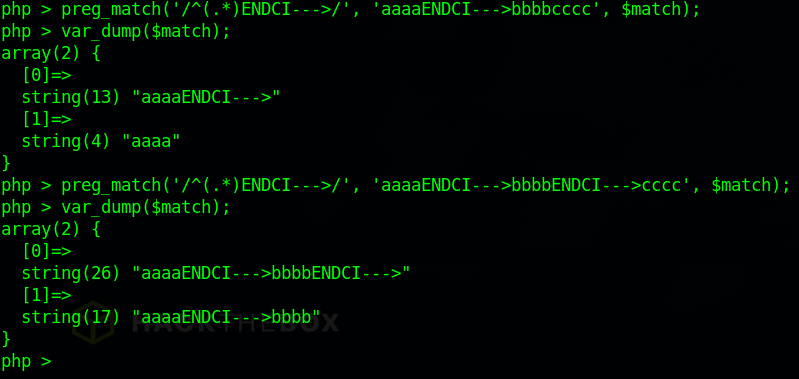 php > preg_match('/^(.*)ENDCI--->/', 'aaaaENDCI--->bbbbcccc', $match);
php > var_dump($match);
array(2) {
  [0]=>
  string(13) "aaaaENDCI--->"
  [1]=>
  string(4) "aaaa"
}
php > preg_match('/^(.*)ENDCI--->/', 'aaaaENDCI--->bbbbENDCI--->cccc', $match);
php > var_dump($match);
array(2) {
  [0]=>
  string(26) "aaaaENDCI--->bbbbENDCI--->"
  [1]=>
  string(17) "aaaaENDCI--->bbbb"
HACKTHEBOX
}
php >